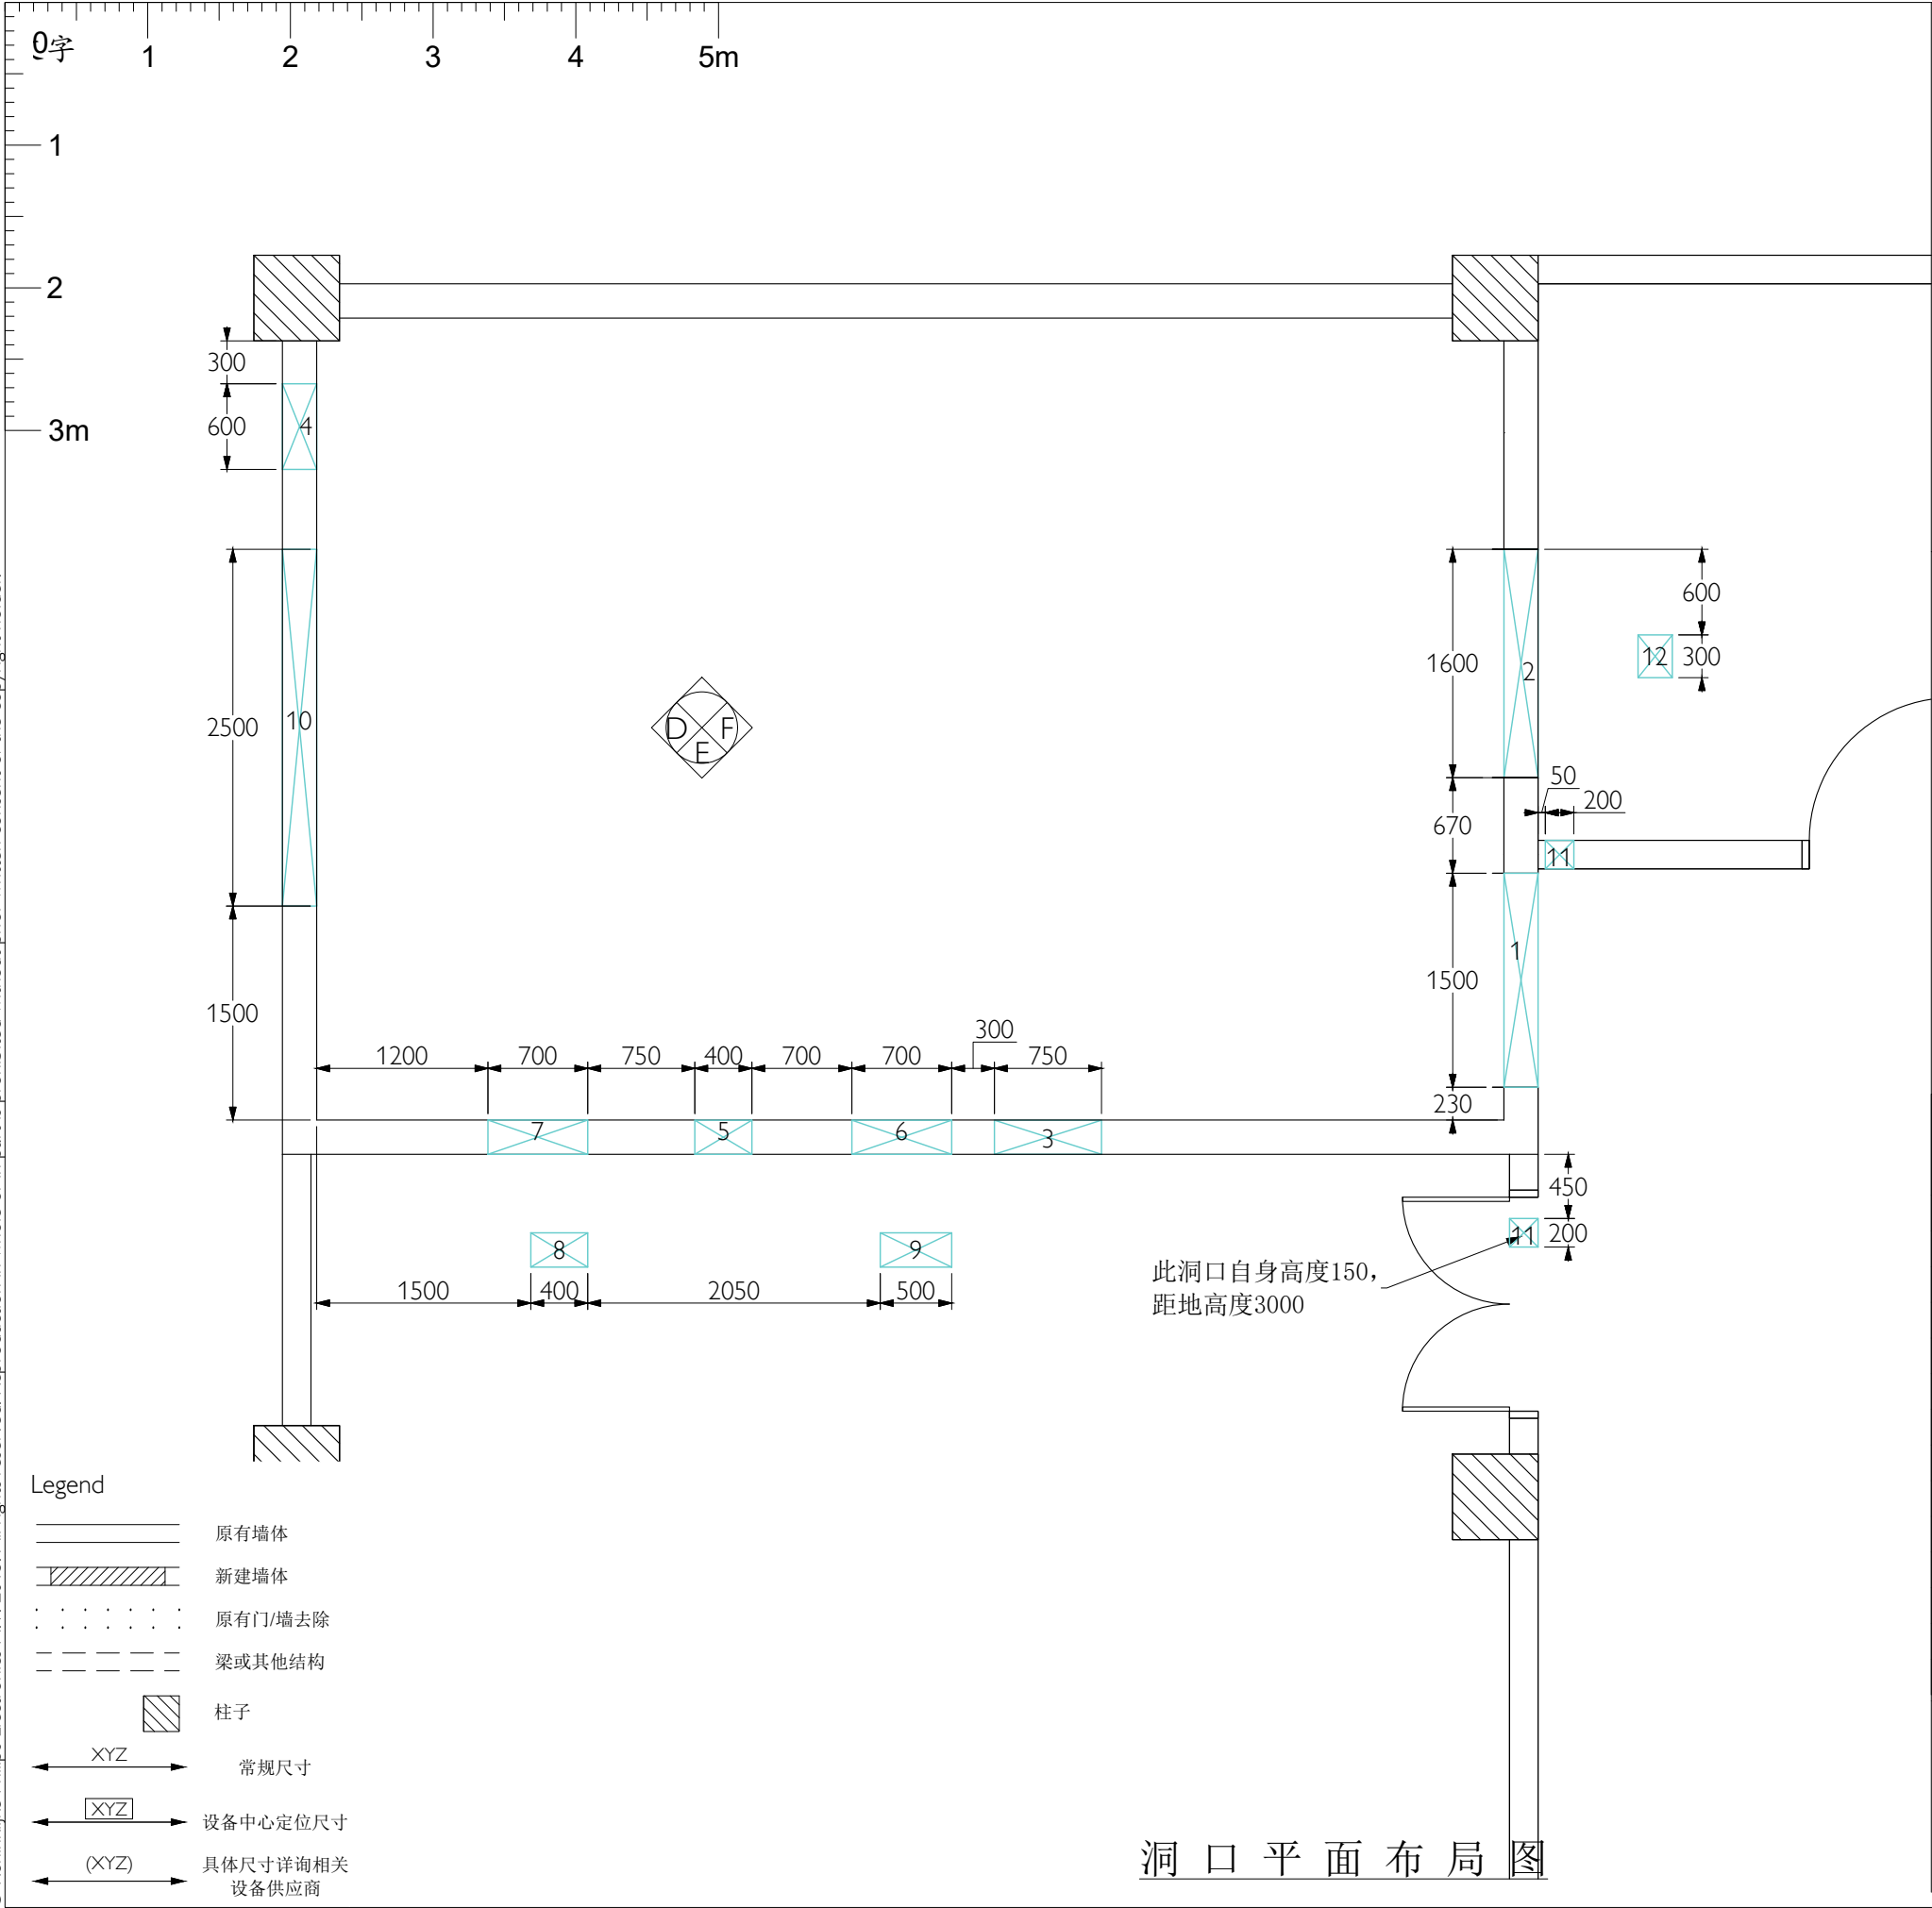 0字
1
2
3
4
5m
1
2
3m
300
600
4
2500
10
1500
D
F
E
1600
2
670
1
1500
230
600
12
300
50
200
11
300
1200
700
750
400
700
700
750
7
5
6
3
450
11
200
8
9
1500
400
2050
500
此洞口自身高度150,
距地高度3000
Legend
原有墙体
新建墙体
原有门/墙去除
梁或其他结构
柱子
XYZ
常规尺寸
XYZ
设备中心定位尺寸
(XYZ)
具体尺寸详询相关
设备供应商
洞口平面布局图